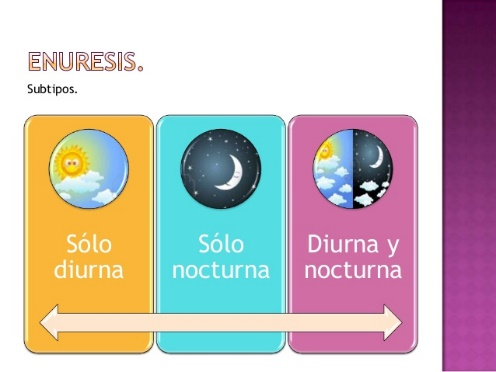 ENURESIS.
Subtipos.
Sólo
diurna
Sólo
nocturna
Diurna y
nocturna